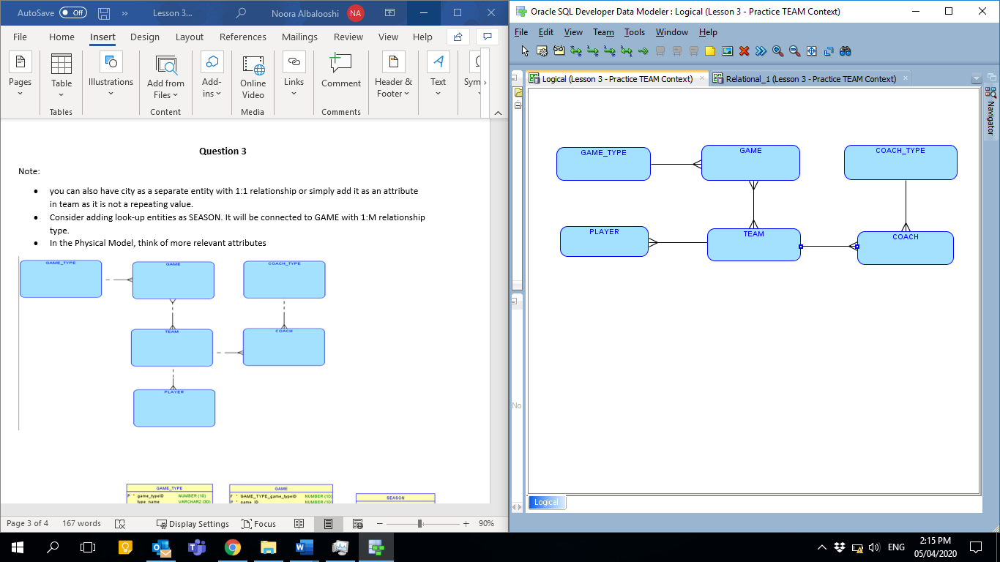 AutoSave Off Lesson 3... Noora Albalooshi NA
File Home Insert Design Layout References Mailings Review View Help
Pages Table Illustrations Add from Files Add-ins Online Video Links Comment Header & Footer Text Sym
Tables Content Media Comments
Question 3
Note:
• you can also have city as a separate entity with 1:1 relationship or simply add it as an attribute
in team as it is not a repeating value.
• Consider adding look-up entities as SEASON. It will be connected to GAME with 1:M relationship
type.
• In the Physical Model, think of more relevant attributes
GAME_TYPE GAME COACH_TYPE
TEAM COACH
PLAYER
GAME_TYPE GAME SEASON
P * game_typeID NUMBER (10) F * GAME_TYPE_game_typeID NUMBER (10)
type_name VARCHAR2 (30) P * game_ID NUMBER (10)
Page 3 of 4 167 words Display Settings Focus 90%
Oracle SQL Developer Data Modeler : Logical (Lesson 3 - Practice TEAM Context)
File Edit View Team Tools Window Help
Logical (Lesson 3 - Practice TEAM Context) Relational_1 (Lesson 3 - Practice TEAM Context)
Navigator
GAME_TYPE GAME COACH_TYPE
PLAYER TEAM COACH
No
Logical
ENG 2:15 PM
05/04/2020